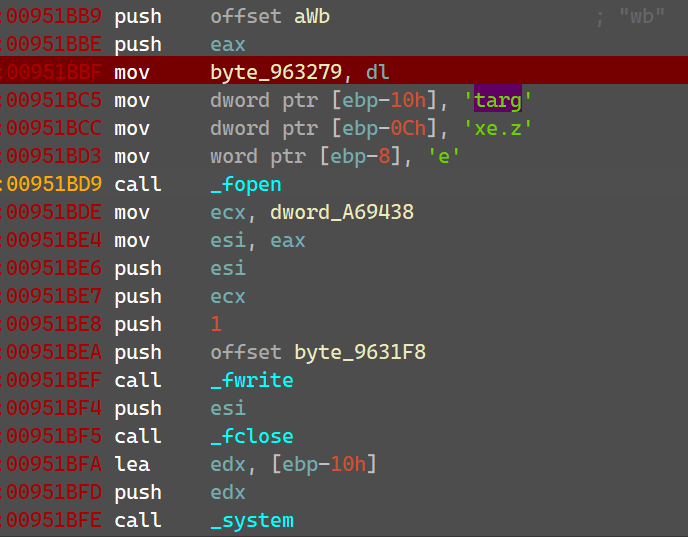 :00951BB9 push offset aWb ; "wb"
:00951BBE push eax
:00951BBF mov byte_963279, dl
:00951BC5 mov dword ptr [ebp-10h], 'targ'
:00951BCC mov dword ptr [ebp-0Ch], 'xe.z'
:00951BD3 mov word ptr [ebp-8], 'e'
:00951BD9 call _fopen
:00951BDE mov ecx, dword_A69438
:00951BE4 mov esi, eax
:00951BE6 push esi
:00951BE7 push ecx
:00951BE8 push 1
:00951BEA push offset byte_9631F8
:00951BEF call _fwrite
:00951BF4 push esi
:00951BF5 call _fclose
:00951BFA lea edx, [ebp-10h]
:00951BFD push edx
:00951BFE call _system